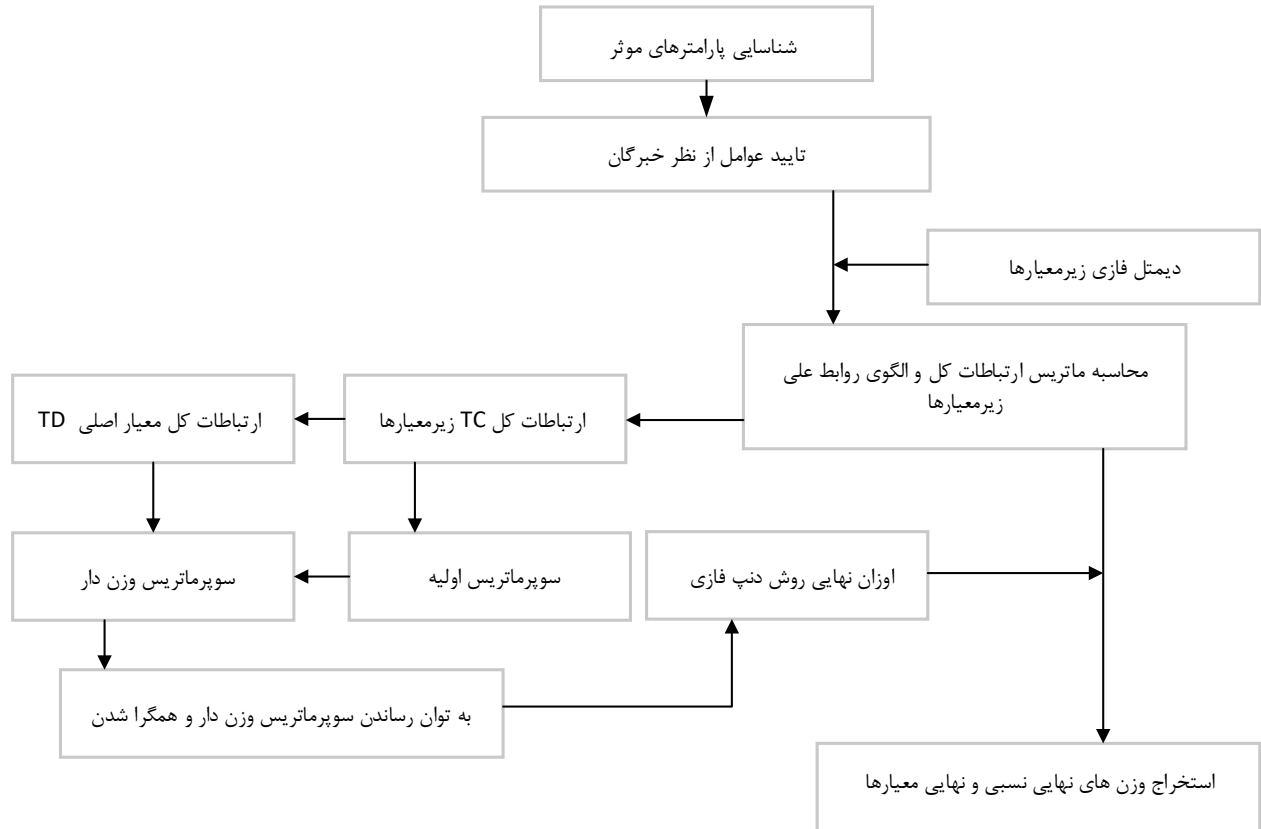 شناسایی پارامترهای موثر
تایید عوامل از نظر خبرگان
دیمتل فازی زیرمعیارها
محاسبه ماتریس ارتباطات کل و الگوی روابط علی
زیرمعیارها
ارتباطات کل TC زیرمعیارها
ارتباطات کل معیار اصلی TD
سوپرماتریس اولیه
سوپرماتریس وزن دار
اوزان نهایی روش دنپ فازی
به توان رساندن سوپرماتریس وزن دار و همگرا شدن
استخراج وزن های نهایی نسبی و نهایی معیارها